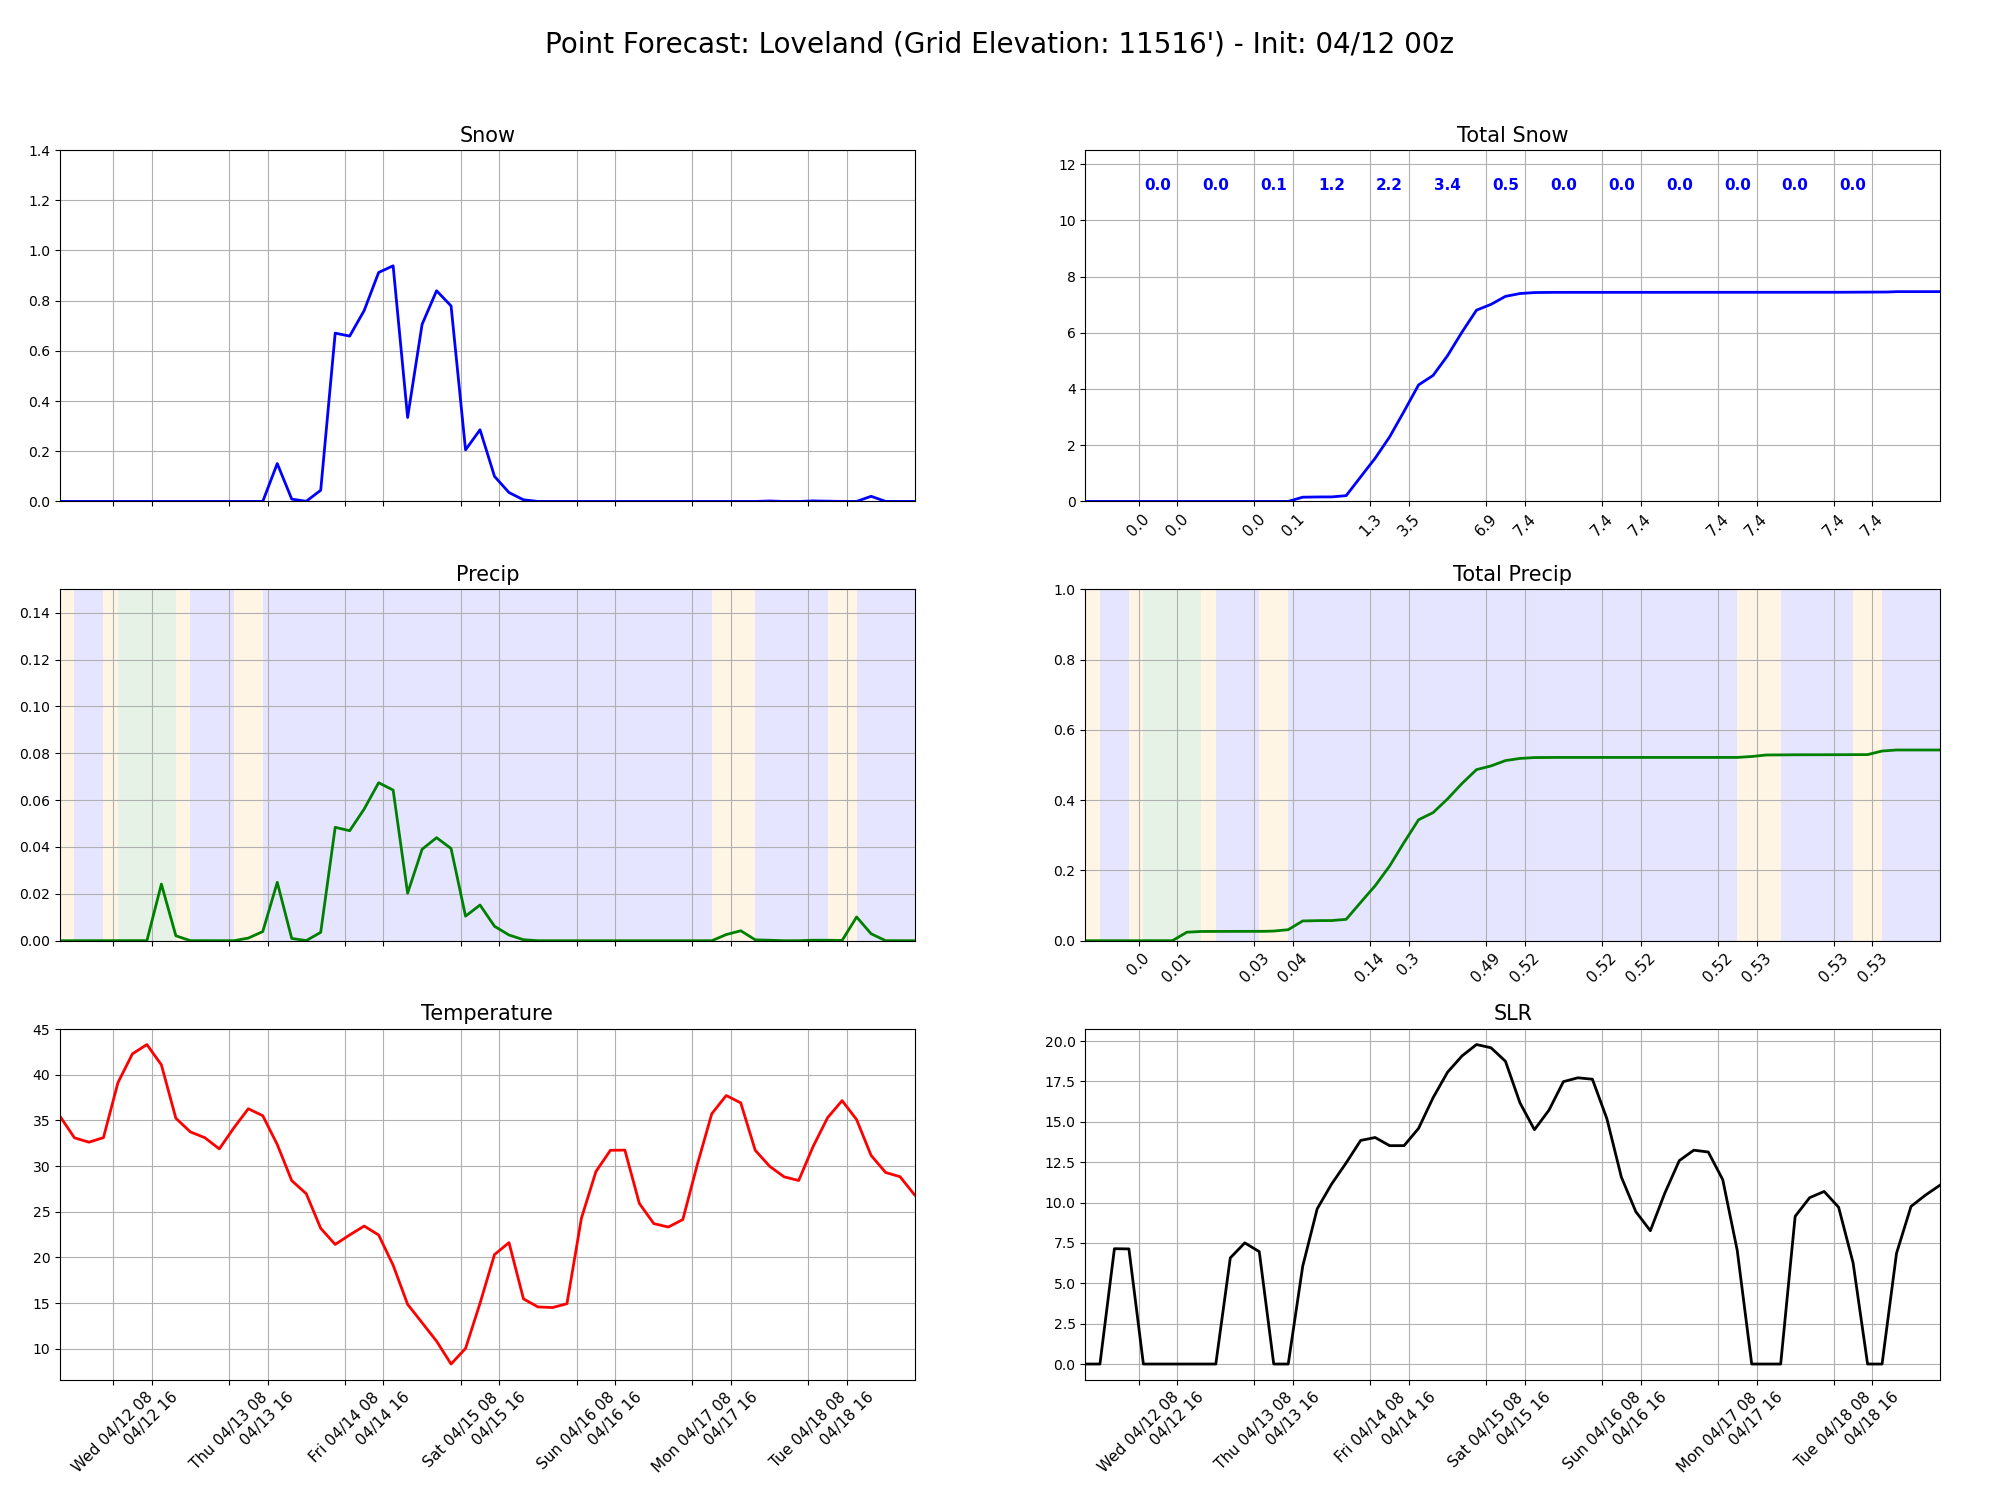 Point Forecast: Loveland (Grid Elevation: 11516') - Init: 04/12 00z
Snow
1.4
1.2
1.0
0.8
0.6
0.4
0.2
0.0
Total Snow
12
10
8
6
4
2
0
0.0 0.0 0.1 1.2 2.2 3.4 0.5 0.0 0.0 0.0 0.0 0.0 0.0
0.0 0.0 0.0 0.1 1.3 3.5 6.9 7.4 7.4 7.4 7.4 7.4 7.4 7.4
Precip
0.14
0.12
0.10
0.08
0.06
0.04
0.02
0.00
Total Precip
1.0
0.8
0.6
0.4
0.2
0.0
0.0 0.01 0.03 0.04 0.14 0.3 0.49 0.52 0.52 0.52 0.52 0.53 0.53 0.53
Temperature
45
40
35
30
25
20
15
10
Wed 04/12 08
04/12 16
Thu 04/13 08
04/13 16
Fri 04/14 08
04/14 16
Sat 04/15 08
04/15 16
Sun 04/16 08
04/16 16
Mon 04/17 08
04/17 16
Tue 04/18 08
04/18 16
SLR
20.0
17.5
15.0
12.5
10.0
7.5
5.0
2.5
0.0
Wed 04/12 08
04/12 16
Thu 04/13 08
04/13 16
Fri 04/14 08
04/14 16
Sat 04/15 08
04/15 16
Sun 04/16 08
04/16 16
Mon 04/17 08
04/17 16
Tue 04/18 08
04/18 16